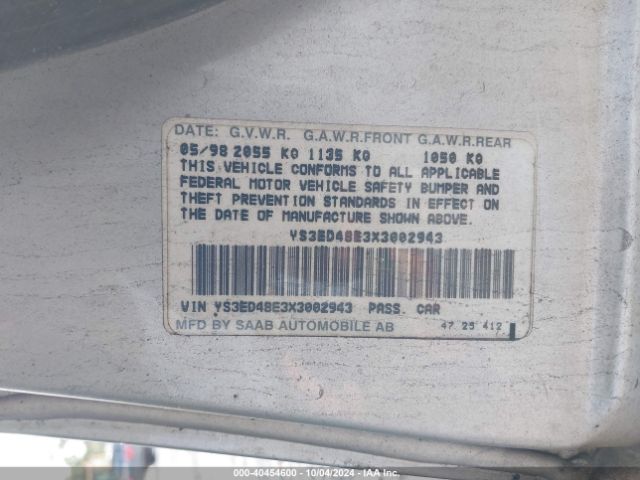 DATE: G.V.W.R. G.A.W.R.FRONT G.A.W.R.REAR
05/98 2055 KG 1135 KG 1050 KG
THIS VEHICLE CONFORMS TO ALL APPLICABLE
FEDERAL MOTOR VEHICLE SAFETY BUMPER AND
THEFT PREVENTION STANDARDS IN EFFECT ON
THE DATE OF MANUFACTURE SHOWN ABOVE.
YS3ED48E3X3002943
VIN YS3ED48E3X3002943 PASS. CAR
MFD BY SAAB AUTOMOBILE AB 47 25 412
000-40454600 - 10/04/2024 - IAA Inc.